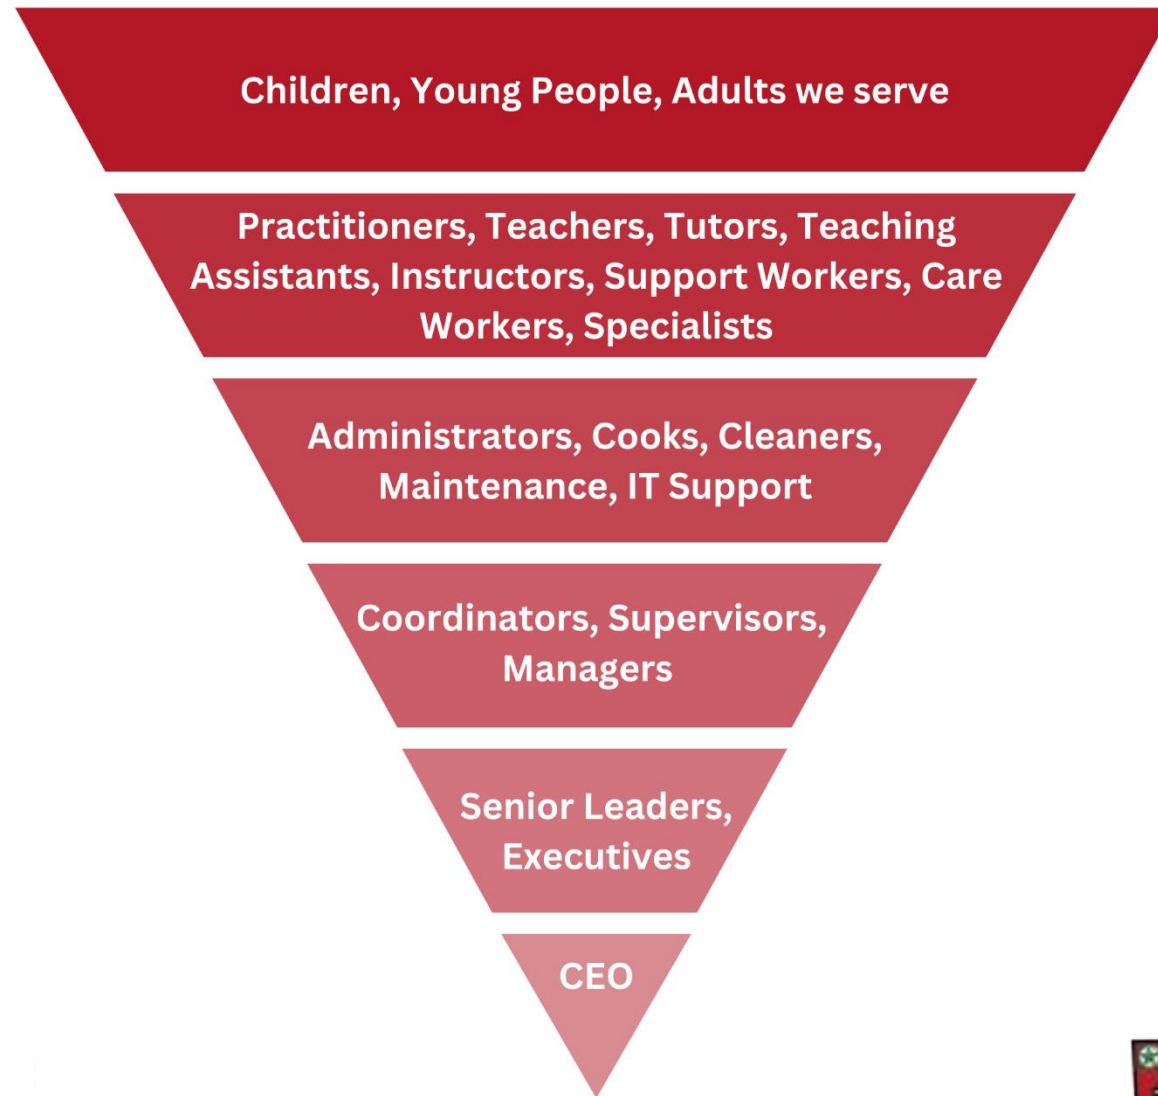 Children, Young People, Adults we serve
Practitioners, Teachers, Tutors, Teaching
Assistants, Instructors, Support Workers, Care
Workers, Specialists
Administrators, Cooks, Cleaners,
Maintenance, IT Support
Coordinators, Supervisors,
Managers
Senior Leaders,
Executives
CEO